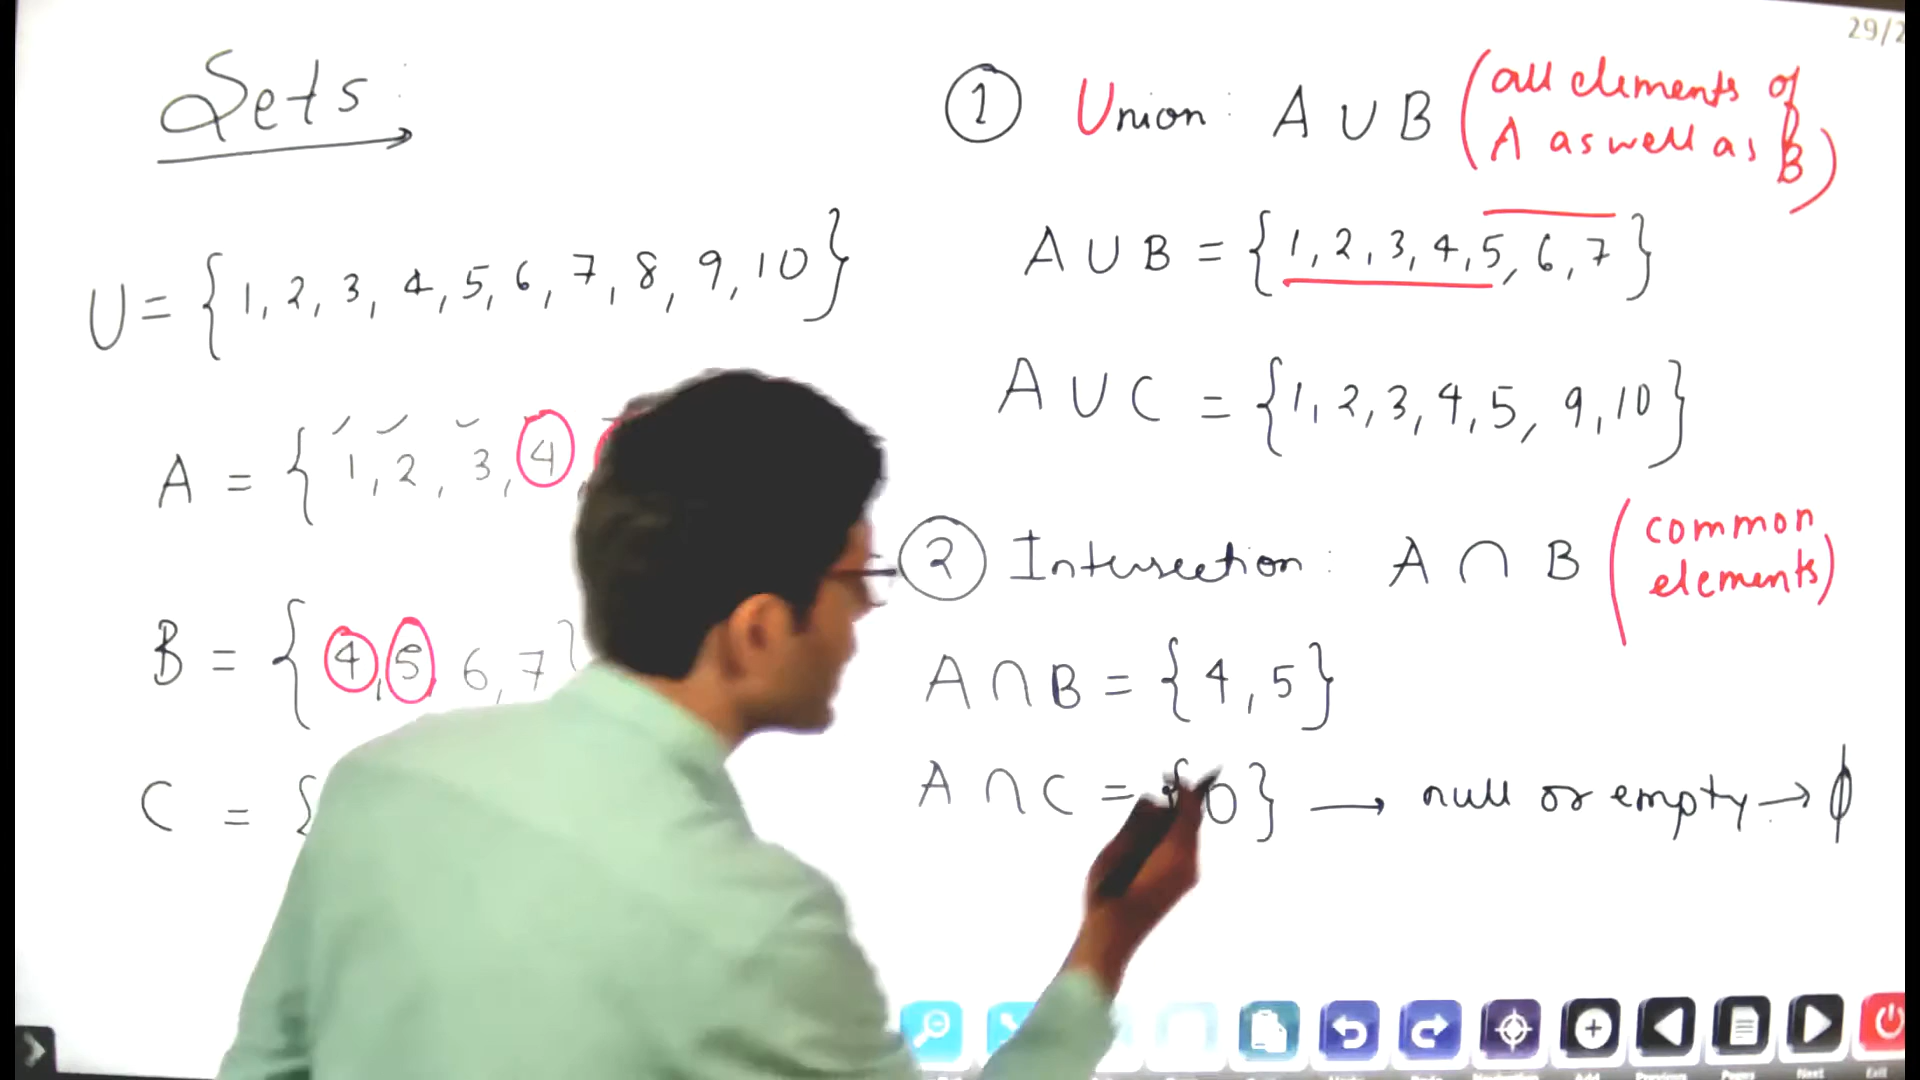 Sets:
U = {1, 2, 3, 4, 5, 6, 7, 8, 9, 10}
A = { 1, 2, 3, 4
B = { 4, 5 6, 7 }
C = {
29/2
① Union: A ∪ B (all elements of
A as well as B)
A ∪ B = {1, 2, 3, 4, 5, 6, 7}
A ∪ C = {1, 2, 3, 4, 5, 9, 10}
② Intersection: A ∩ B (common
elements)
A ∩ B = {4, 5}
A ∩ C = {0} → null or empty → ϕ